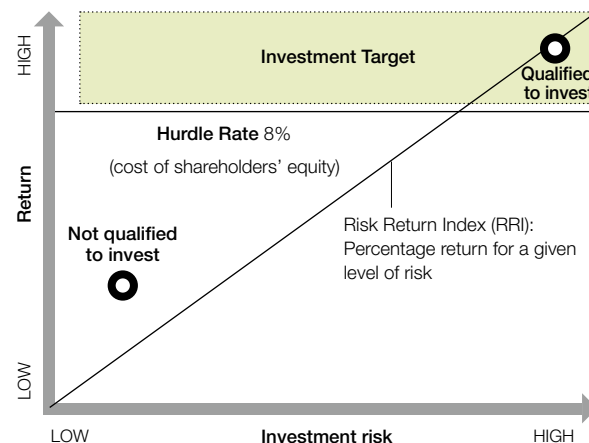 HIGH
Investment Target
Qualified
to invest
Hurdle Rate 8%
(cost of shareholders’ equity)
Return
Not qualified
to invest
Risk Return Index (RRI):
Percentage return for a given
level of risk
LOW
LOW
Investment risk
HIGH